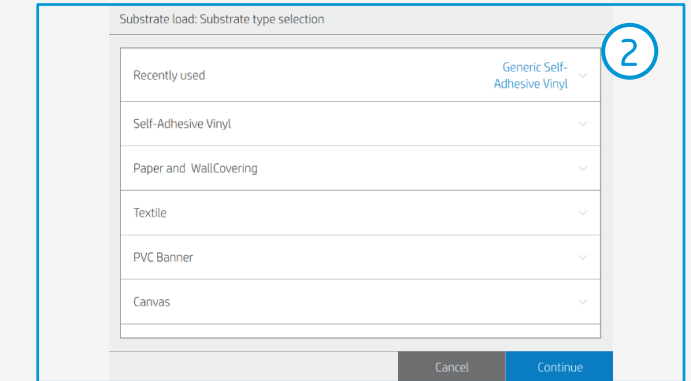 Substrate load: Substrate type selection
2
Recently used
Generic Self-
Adhesive Vinyl
Self-Adhesive Vinyl
Paper and WallCovering
Textile
PVC Banner
Canvas
Cancel
Continue